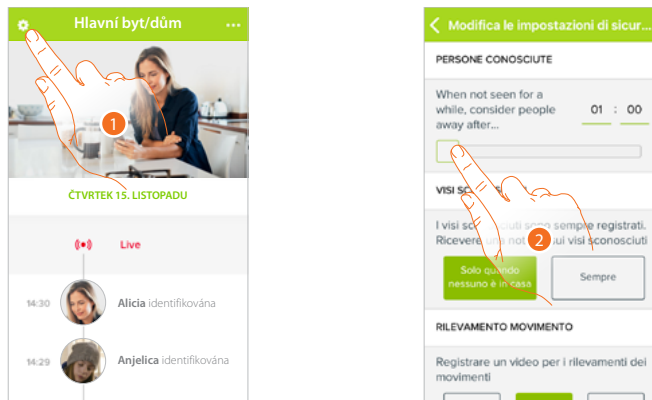 Hlavní byt/dům
1
ČTVRTEK 15. LISTOPADU
Live
14:30
Alicia identifikována
14:29
Anjelica identifikována
Modifica le impostazioni di sicur...
PERSONE CONOSCIUTE
When not seen for a
while, consider people
away after...
01 : 00
VISI
I visi sempre registrati.
Ricevere sui visi sconosciuti
2
Solo quando
nessuno è in casa
Sempre
RILEVAMENTO MOVIMENTO
Registrare un video per i rilevamenti dei
movimenti